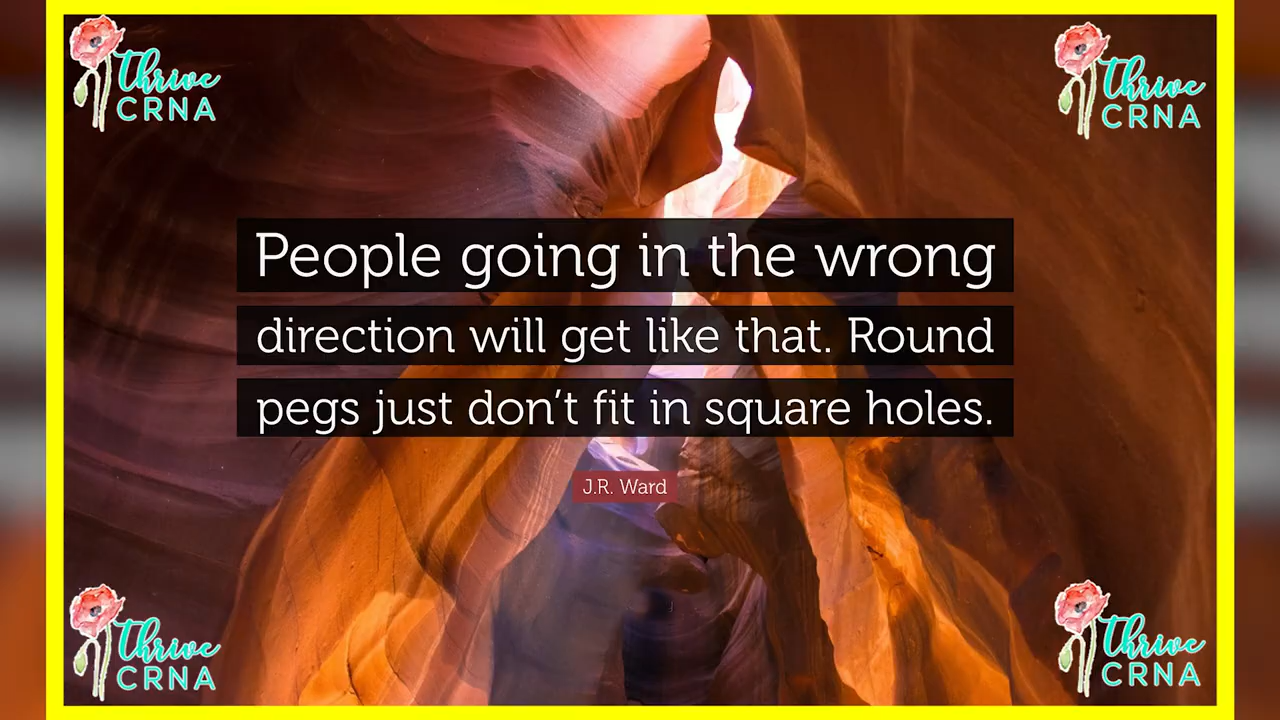 Thrive
CRNA
Thrive
CRNA
People going in the wrong
direction will get like that. Round
pegs just don’t fit in square holes.
J.R. Ward
Thrive
CRNA
Thrive
CRNA